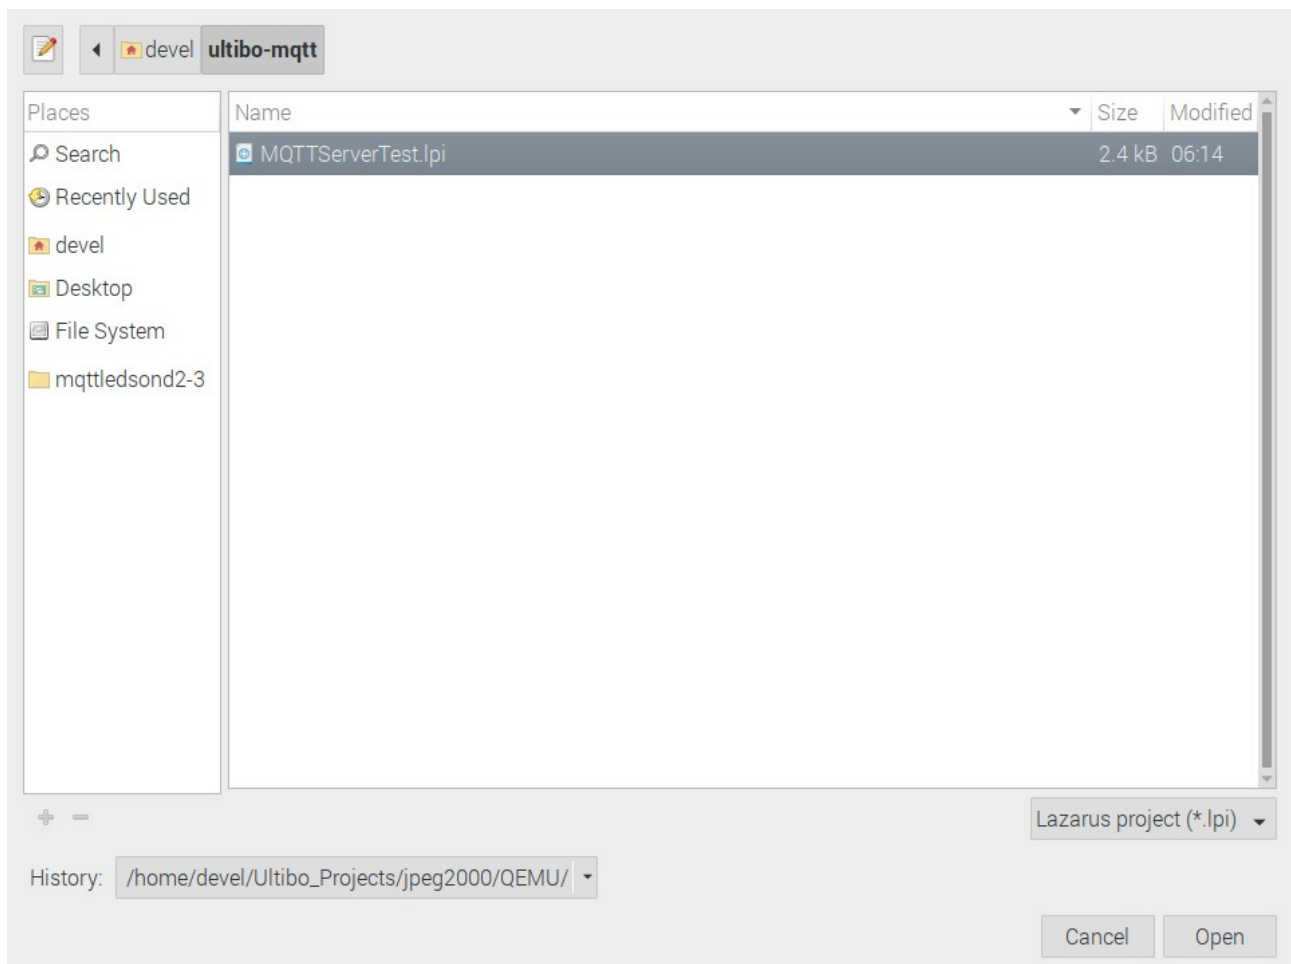 devel ultibo-mqtt
Places
Name Size Modified
Search
MQTTServerTest.lpi 2.4 kB 06:14
Recently Used
devel
Desktop
File System
mqttledsond2-3
Lazarus project (*.lpi)
History: /home/devel/Ultibo_Projects/jpeg2000/QEMU/
Cancel Open